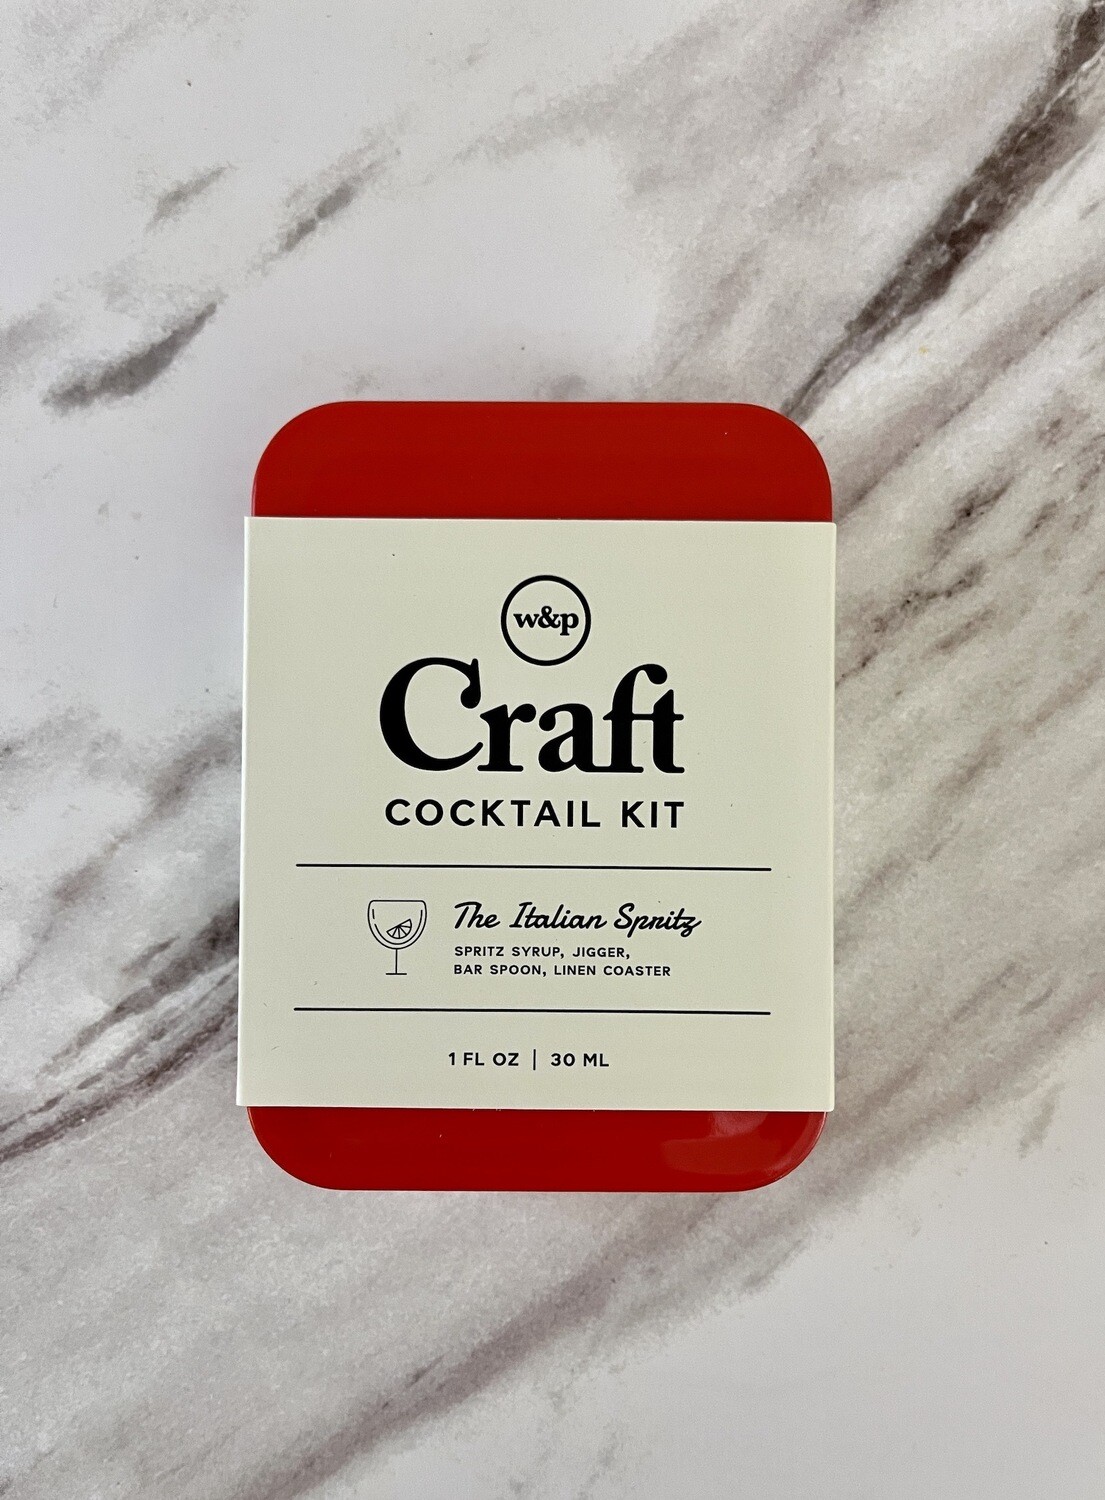 w&p
Craft
COCKTAIL KIT
The Italian Spritz
SPRITZ SYRUP, JIGGER,
BAR SPOON, LINEN COASTER
1 FL OZ | 30 ML